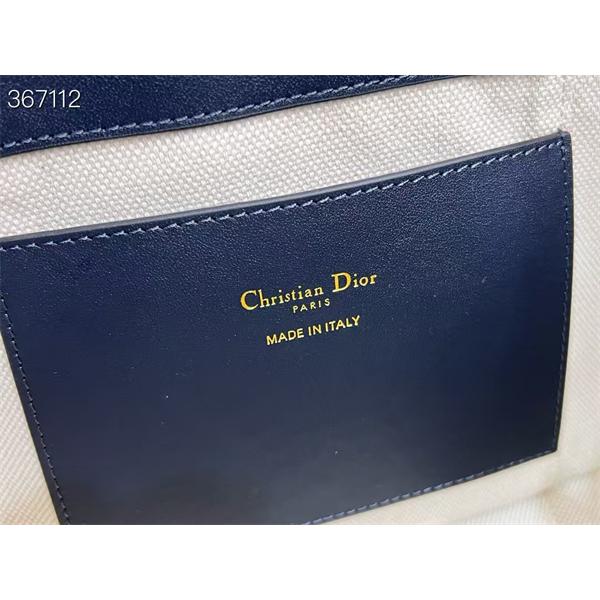 367112
Christian Dior
PARIS
MADE IN ITALY